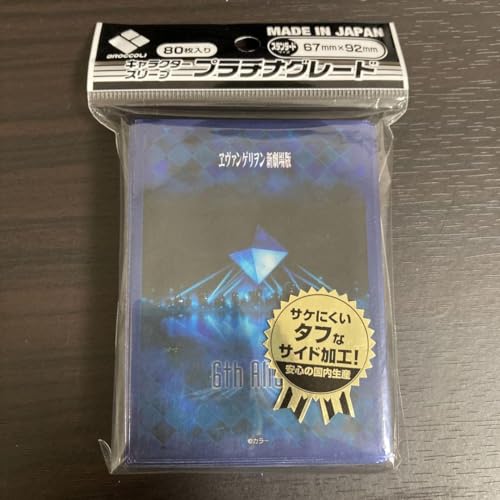 BROCCOLI
80枚入り
MADE IN JAPAN
スタンダード
67mm×92mm
キャラクター
スリーブ
プラチナグレード
ヱヴァンゲリヲン新劇場版
サケにくい
タフな
サイド加工!
安心の国内生産
6th
©カラー